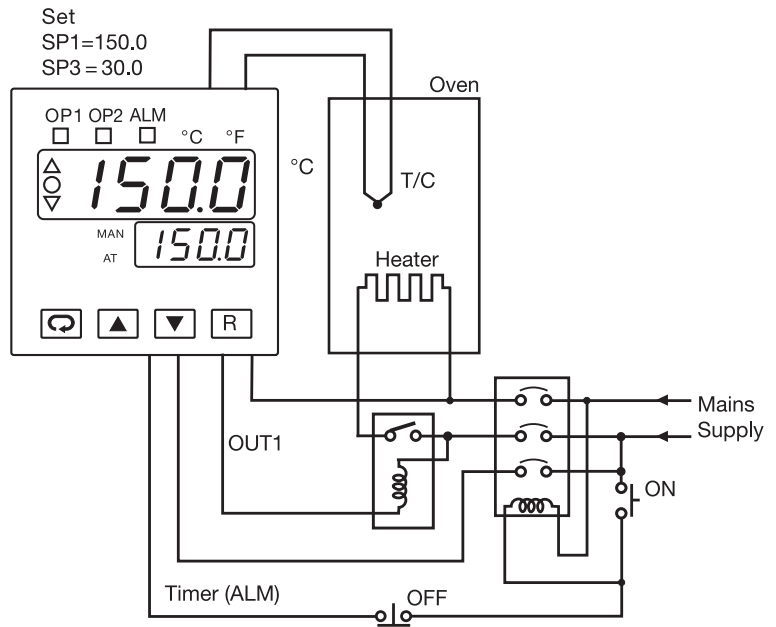 Set
SP1=150.0
SP3 = 30.0
Oven
OP1 OP2 ALM
°C °F
150.0
°C
T/C
MAN
AT
150.0
Heater
R
Mains
Supply
OUT1
ON
Timer (ALM)
OFF